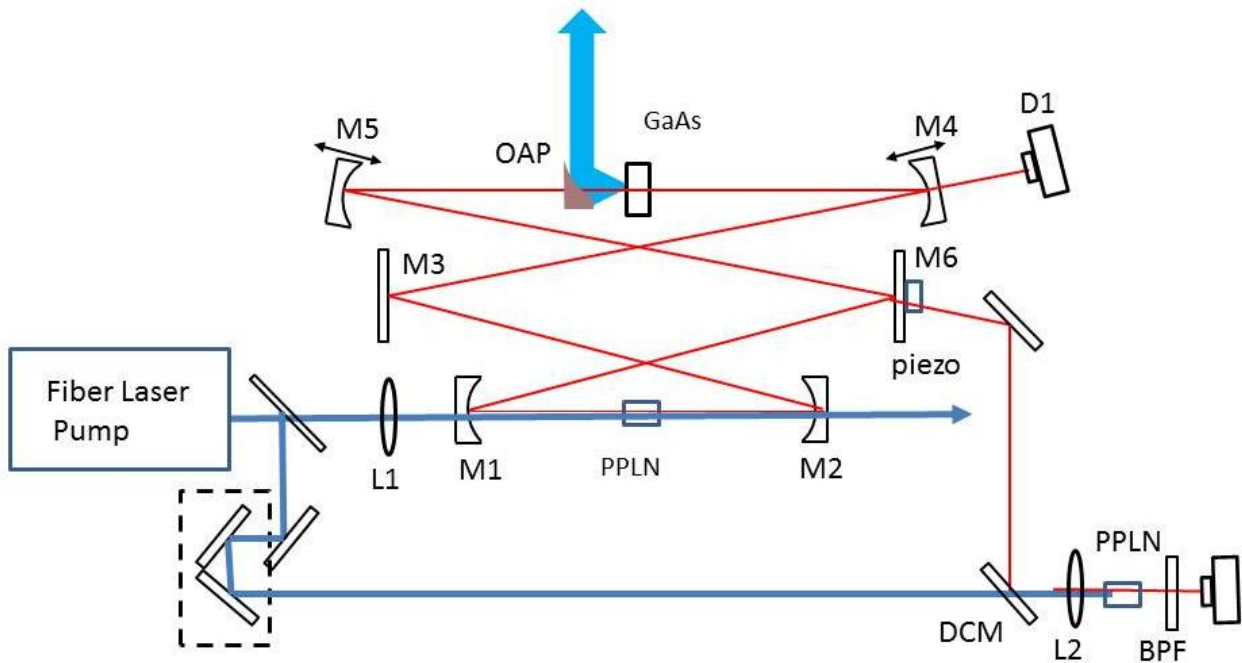 D1
M5
GaAs
M4
OAP
M3
M6
piezo
Fiber Laser
Pump
L1
M1
PPLN
M2
PPLN
DCM
L2
BPF